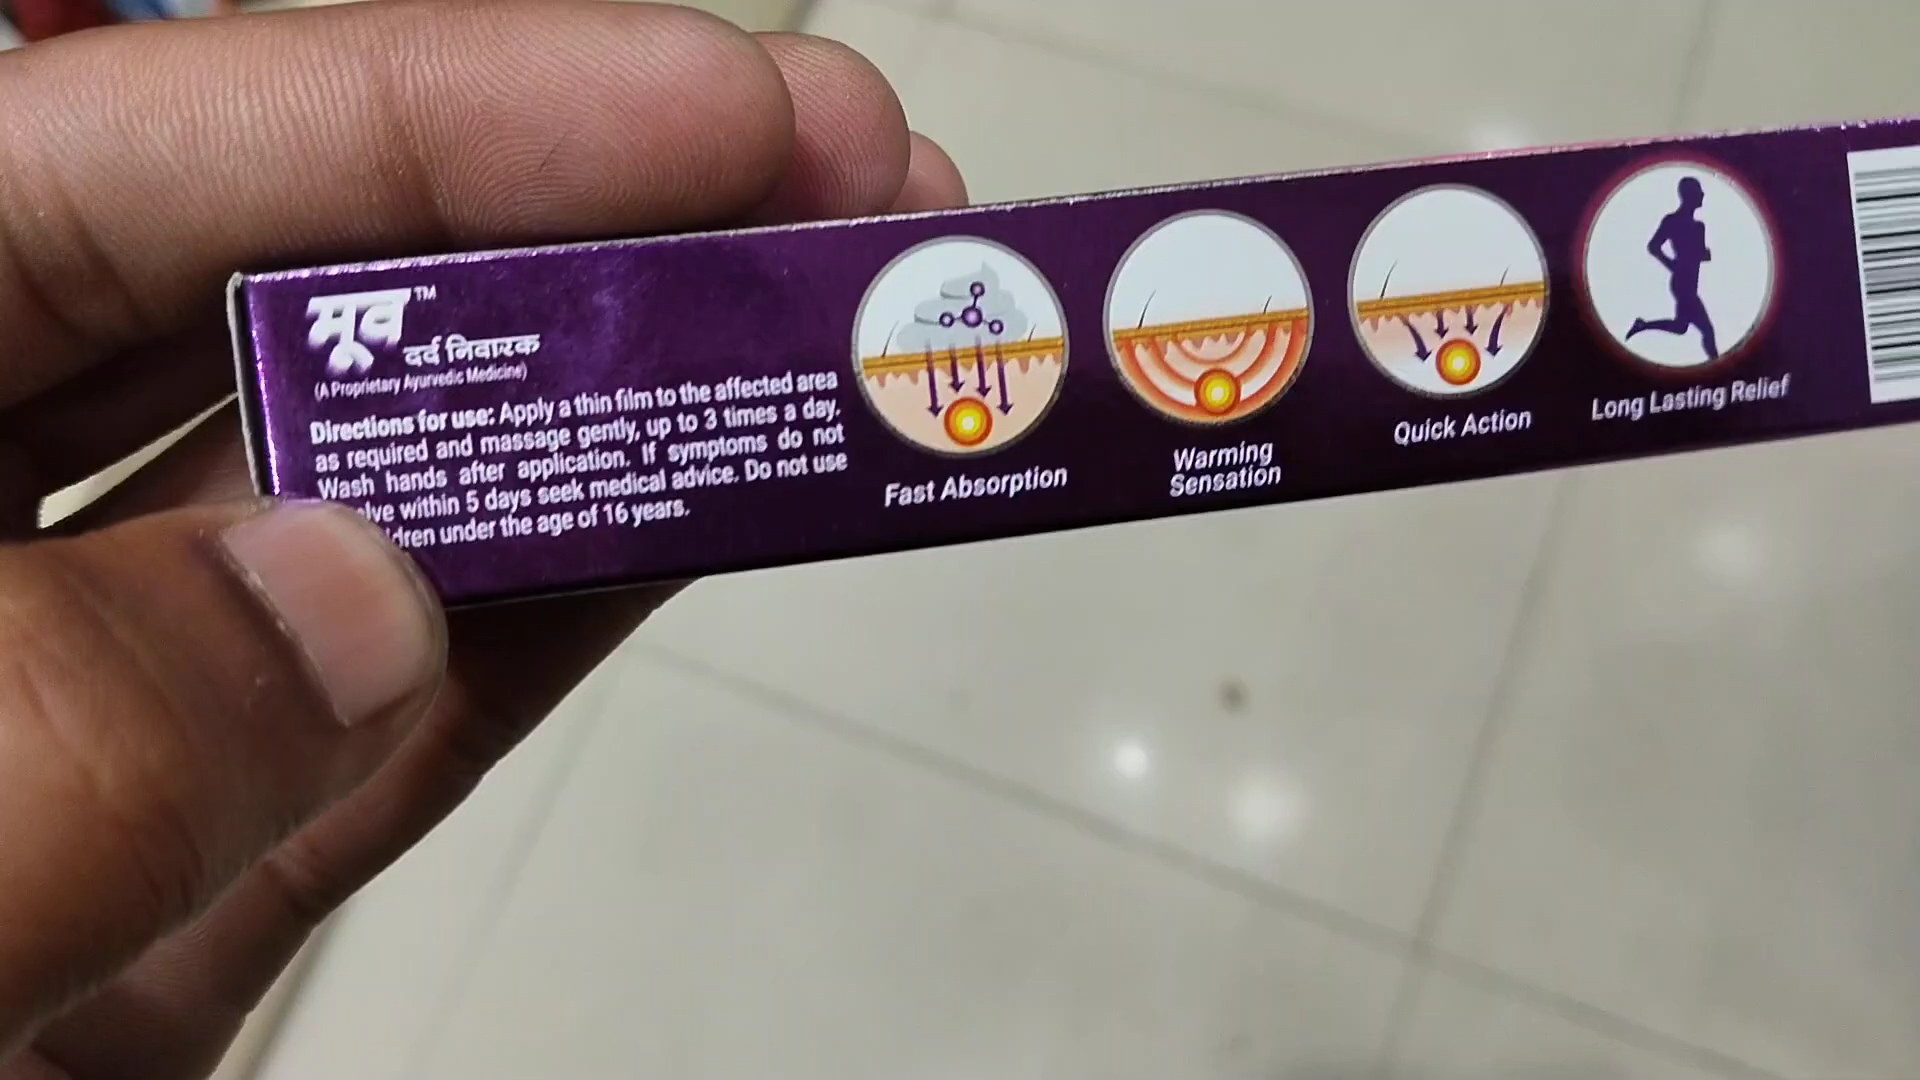 मूव TM
दर्द निवारक
(A Proprietary Ayurvedic Medicine)
Directions for use: Apply a thin film to the affected area
as required and massage gently, up to 3 times a day.
Wash hands after application. If symptoms do not
within 5 days seek medical advice. Do not use
under the age of 16 years.
Fast Absorption
Warming
Sensation
Quick Action
Long Lasting Relief